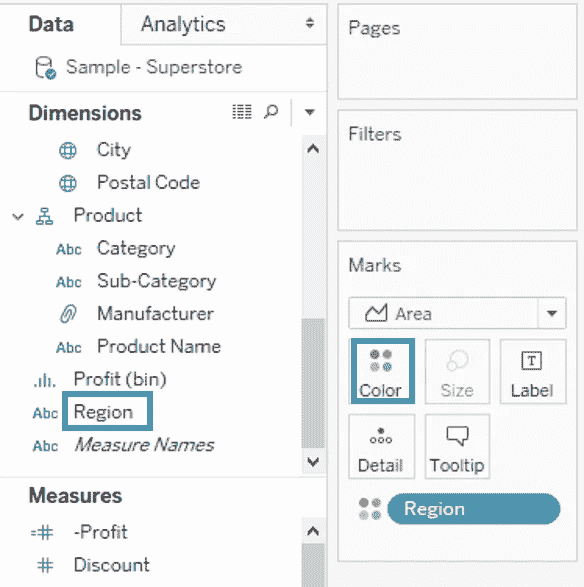 Data
Analytics
Sample - Superstore
Dimensions
City
Postal Code
Product
Abc Category
Abc Sub-Category
Manufacturer
Abc Product Name
Profit (bin)
Abc Region
Abc Measure Names
Measures
-Profit
Discount
Pages
Filters
Marks
Area
Color
Size
T
Label
Detail
Tooltip
Region